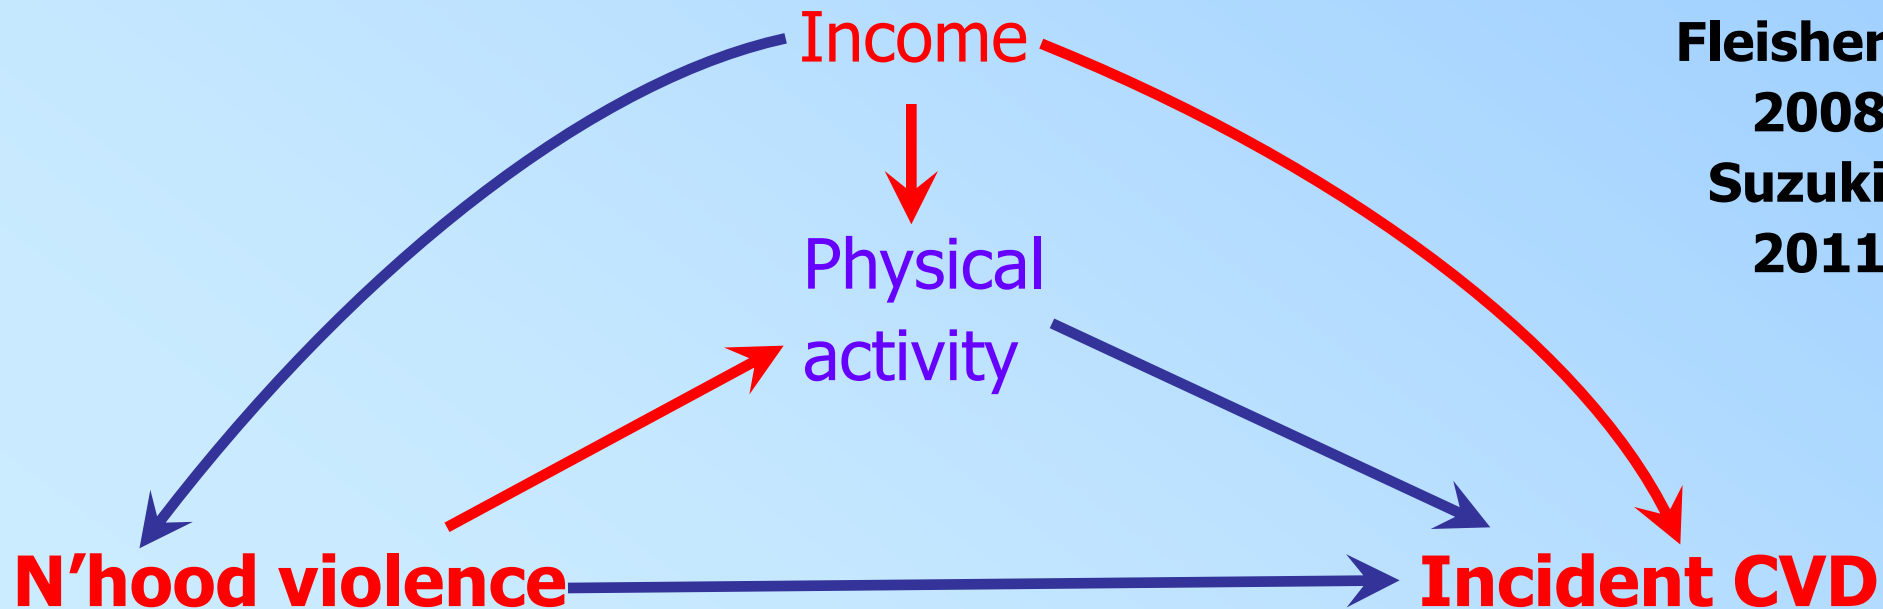 Income
Fleisher
2008
Suzuki
2011
Physical
activity
N’hood violence
Incident CVD